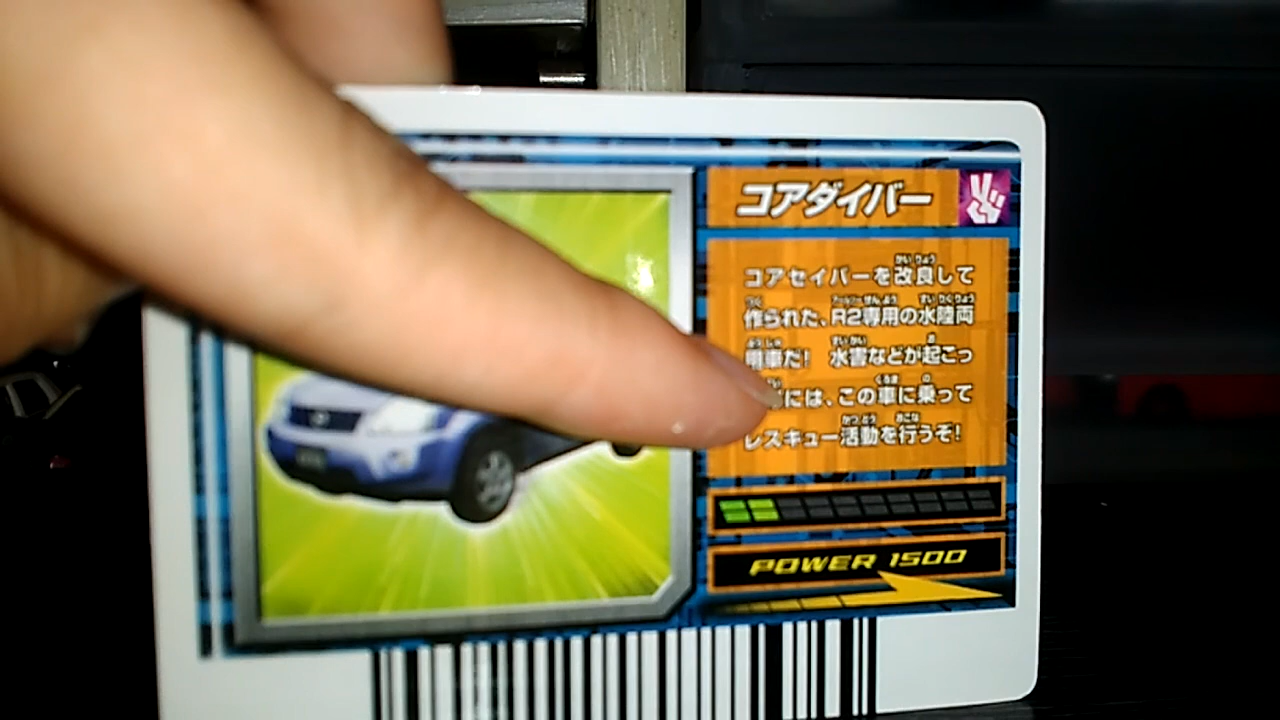 コアダイバー
コアセイバーを改良して
作られた、R2専用の水陸両
用車だ! 水害などが起こっ
には、この車に乗って
レスキュー活動を行うぞ!
POWER 1500